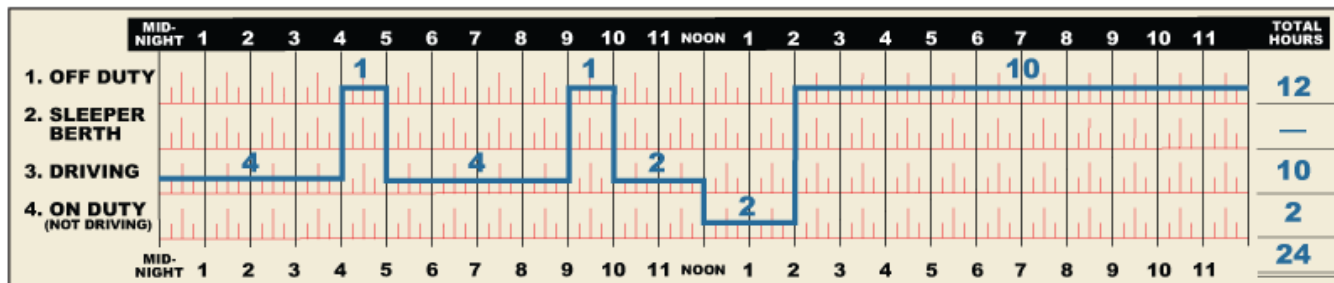 MID-NIGHT 1 2 3 4 5 6 7 8 9 10 11 NOON 1 2 3 4 5 6 7 8 9 10 11 TOTAL HOURS
1 1 10
1. OFF DUTY 12
2. SLEEPER BERTH —
4 4 2
3. DRIVING 10
2
4. ON DUTY 2
(NOT DRIVING)
24
MID-NIGHT 1 2 3 4 5 6 7 8 9 10 11 NOON 1 2 3 4 5 6 7 8 9 10 11